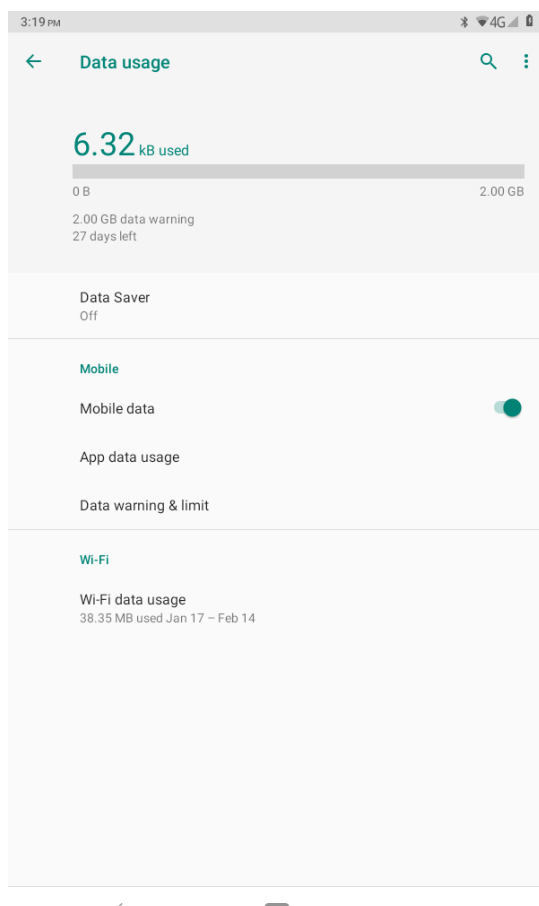 3:19 PM 4G
Data usage
6.32 kB used
0 B 2.00 GB
2.00 GB data warning
27 days left
Data Saver
Off
Mobile
Mobile data
App data usage
Data warning & limit
Wi-Fi
Wi-Fi data usage
38.35 MB used Jan 17 – Feb 14